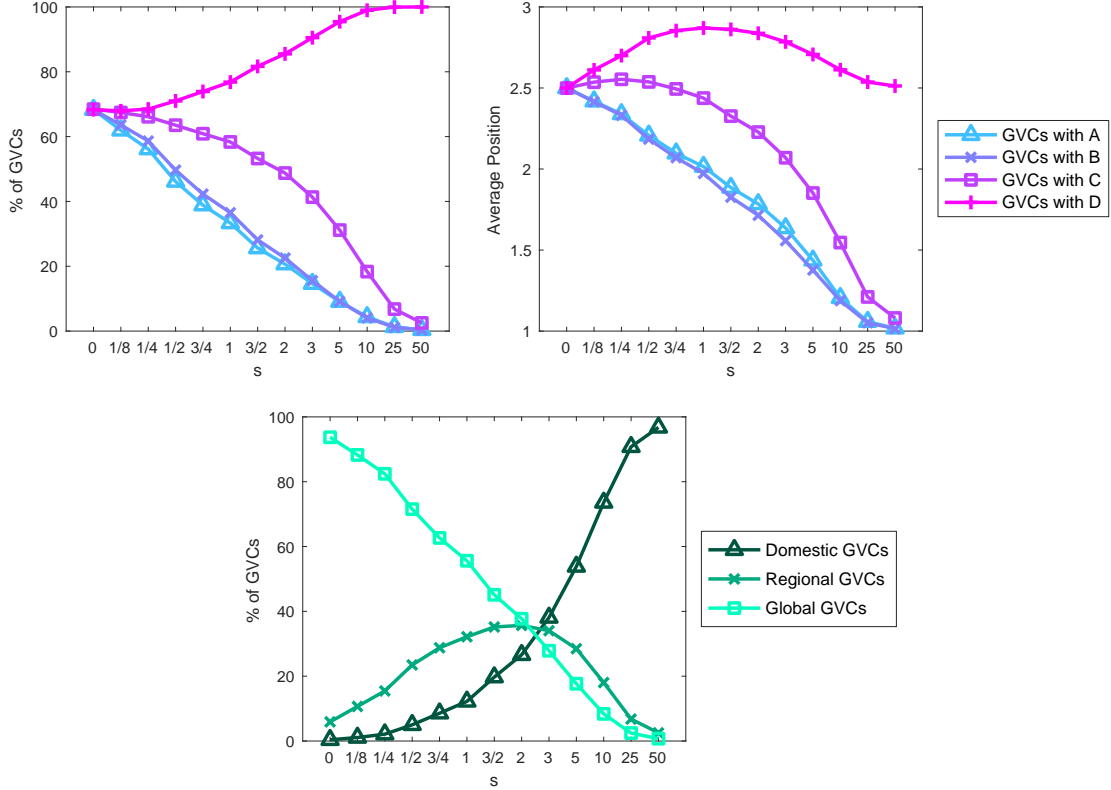 100
80
60
40
20
0
% of GVCs
0 1/8 1/4 1/2 3/4 1 3/2 2 3 5 10 25 50
s
3
2.5
2
1.5
1
Average Position
0 1/8 1/4 1/2 3/4 1 3/2 2 3 5 10 25 50
s
GVCs with A
GVCs with B
GVCs with C
GVCs with D
100
80
60
40
20
0
% of GVCs
0 1/8 1/4 1/2 3/4 1 3/2 2 3 5 10 25 50
s
Domestic GVCs
Regional GVCs
Global GVCs